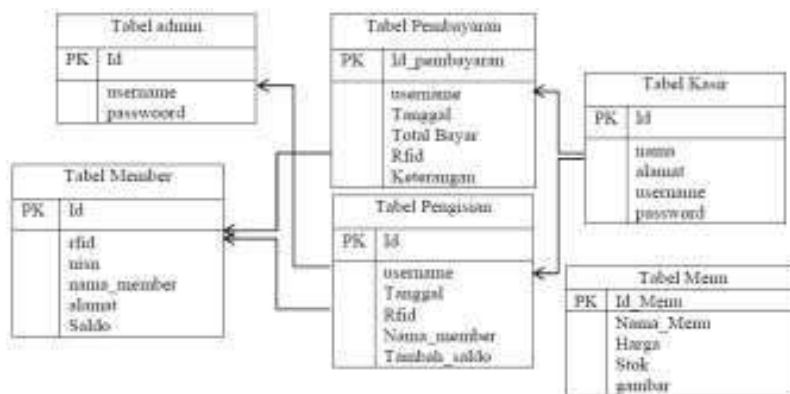 Tabel admin
PK Id
username
passwoord
Tabel Member
PK Id
rfid
nisn
nama_member
alamat
Saldo
Tabel Pembayaran
PK Id_pembayaran
username
Tanggal
Total Bayar
Rfid
Keterangan
Tabel Pengisian
PK Id
username
Tanggal
Rfid
Nama_member
Tambah_saldo
Tabel Kasir
PK Id
nama
alamat
username
password
Tabel Menu
PK Id_Menu
Nama_Menu
Harga
Stok
gambar